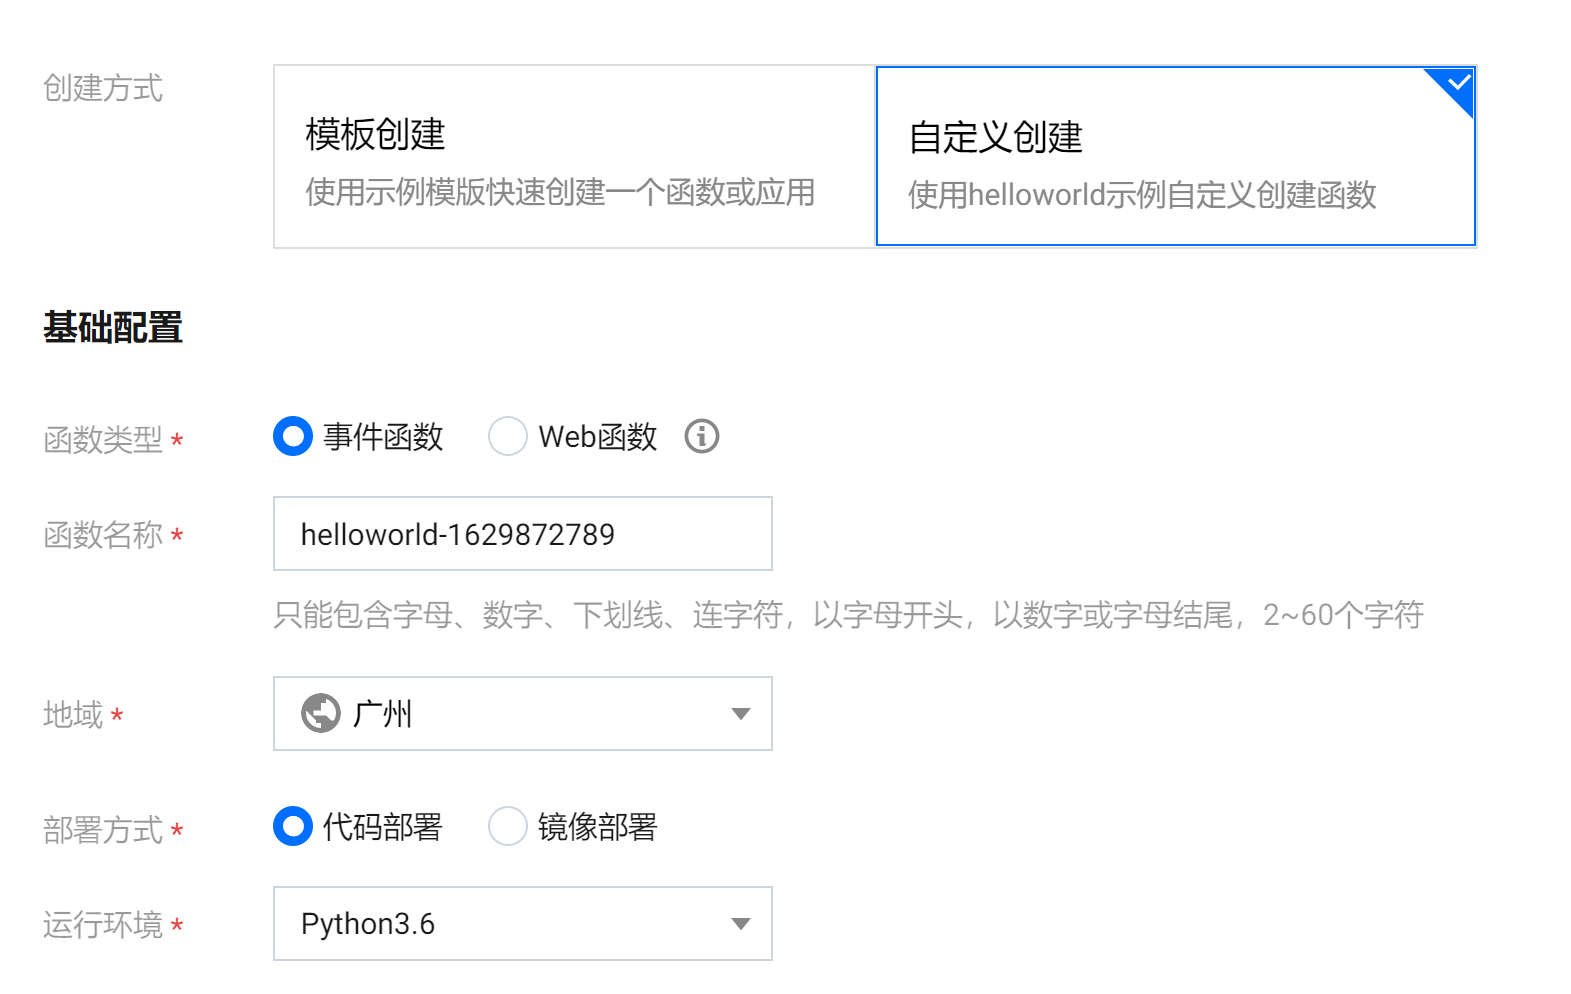 创建方式
模板创建
使用示例模版快速创建一个函数或应用
自定义创建
使用helloworld示例自定义创建函数
基础配置
函数类型 * 事件函数 Web函数
函数名称 * helloworld-1629872789
只能包含字母、数字、下划线、连字符，以字母开头，以数字或字母结尾，2~60个字符
地域 * 广州
部署方式 * 代码部署 镜像部署
运行环境 * Python3.6